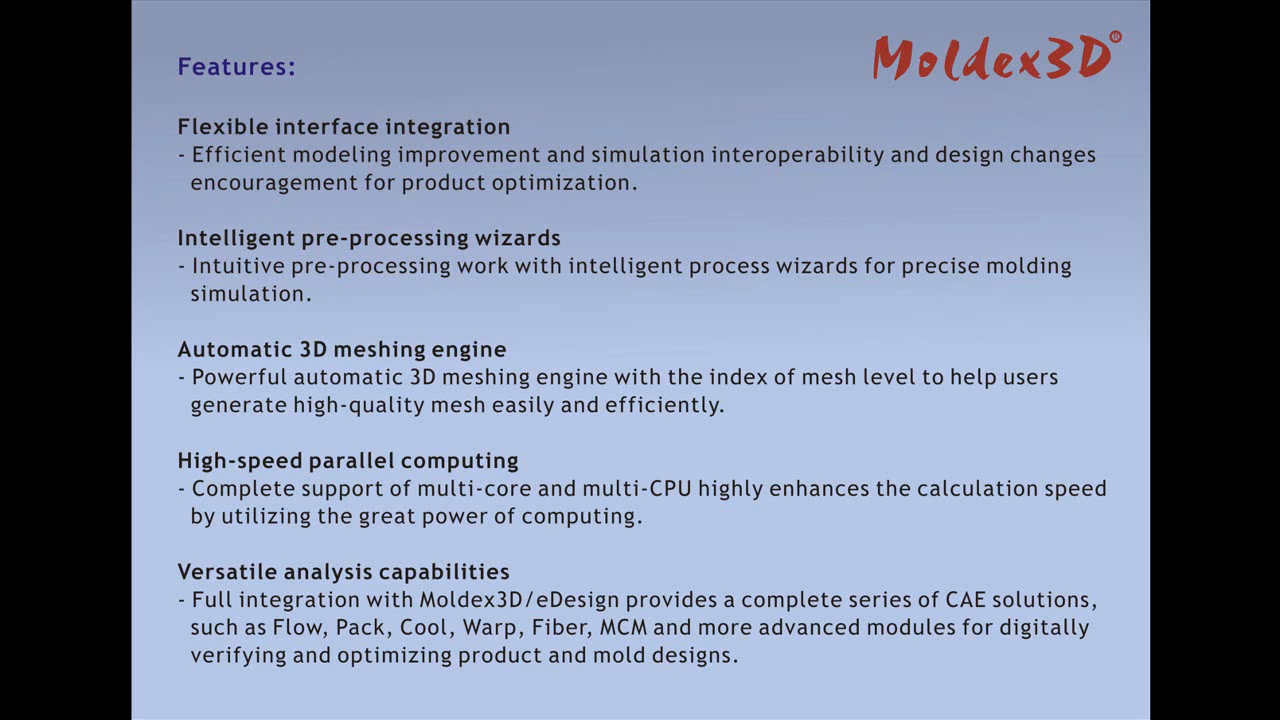 Moldex3D®
Features:
Flexible interface integration
- Efficient modeling improvement and simulation interoperability and design changes
encouragement for product optimization.
Intelligent pre-processing wizards
- Intuitive pre-processing work with intelligent process wizards for precise molding
simulation.
Automatic 3D meshing engine
- Powerful automatic 3D meshing engine with the index of mesh level to help users
generate high-quality mesh easily and efficiently.
High-speed parallel computing
- Complete support of multi-core and multi-CPU highly enhances the calculation speed
by utilizing the great power of computing.
Versatile analysis capabilities
- Full integration with Moldex3D/eDesign provides a complete series of CAE solutions,
such as Flow, Pack, Cool, Warp, Fiber, MCM and more advanced modules for digitally
verifying and optimizing product and mold designs.